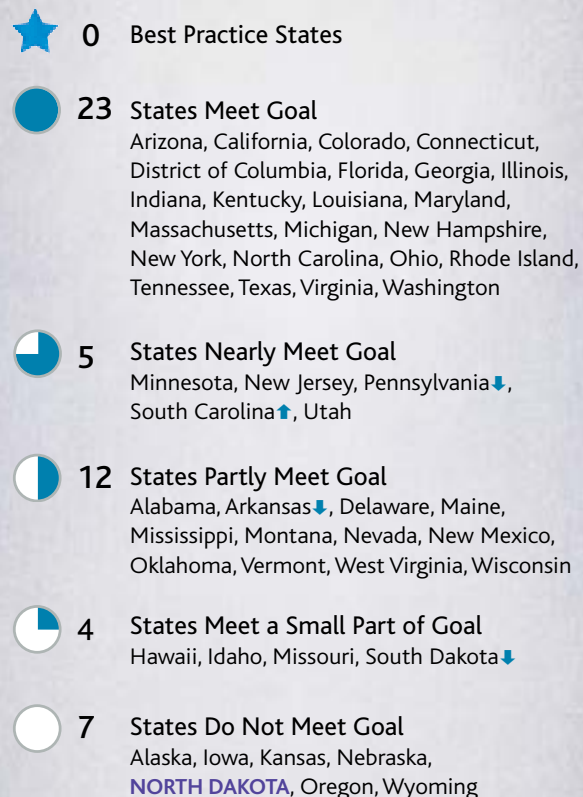 0 Best Practice States
23 States Meet Goal
Arizona, California, Colorado, Connecticut,
District of Columbia, Florida, Georgia, Illinois,
Indiana, Kentucky, Louisiana, Maryland,
Massachusetts, Michigan, New Hampshire,
New York, North Carolina, Ohio, Rhode Island,
Tennessee, Texas, Virginia, Washington
5 States Nearly Meet Goal
Minnesota, New Jersey, Pennsylvania⬇,
South Carolina⬆, Utah
12 States Partly Meet Goal
Alabama, Arkansas⬇, Delaware, Maine,
Mississippi, Montana, Nevada, New Mexico,
Oklahoma, Vermont, West Virginia, Wisconsin
4 States Meet a Small Part of Goal
Hawaii, Idaho, Missouri, South Dakota⬇
7 States Do Not Meet Goal
Alaska, Iowa, Kansas, Nebraska,
NORTH DAKOTA, Oregon, Wyoming